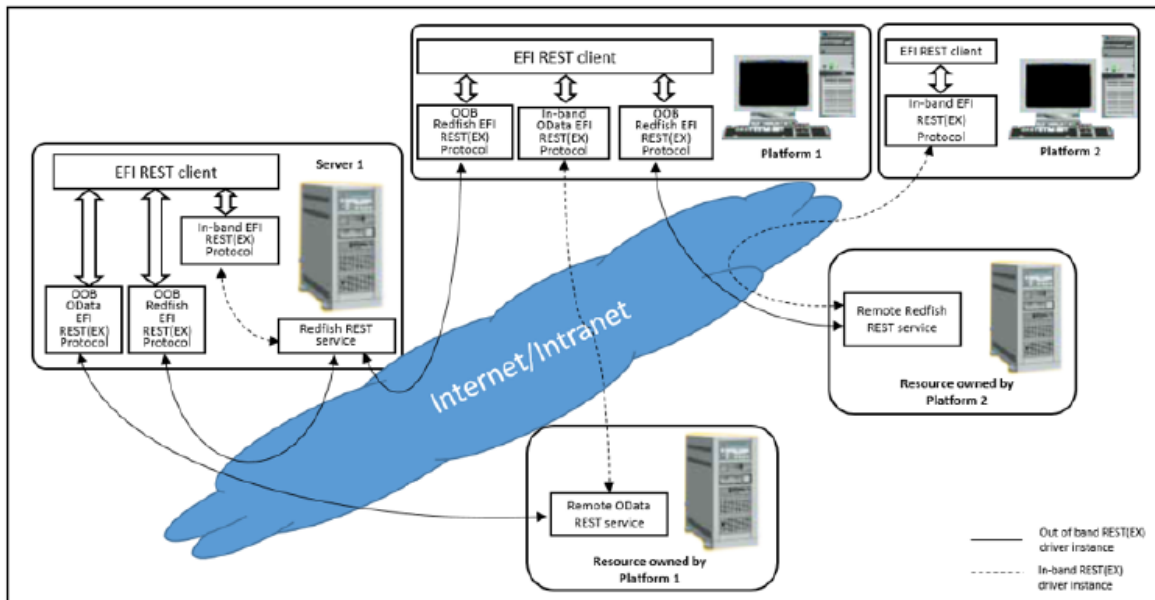 EFI REST client
OOB
Redfish EFI
REST(EX)
Protocol
In-band
OData EFI
REST(EX)
Protocol
OOB
Redfish EFI
REST(EX)
Protocol
Platform 1
EFI REST client
In-band EFI
REST(EX)
Protocol
Platform 2
Server 1
EFI REST client
In-band EFI
REST(EX)
Protocol
OOB
OData
EFI
REST(EX)
Protocol
OOB
Redfish
EFI
REST(EX)
Protocol
Redfish REST
service
Internet/Intranet
Remote Redfish
REST service
Resource owned by
Platform 2
Remote OData
REST service
Resource owned by
Platform 1
Out of band REST(EX)
driver instance
In-band REST(EX)
driver instance